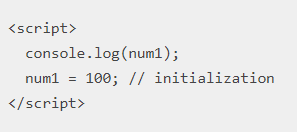 <script>
  console.log(num1);
  num1 = 100; // initialization
</script>